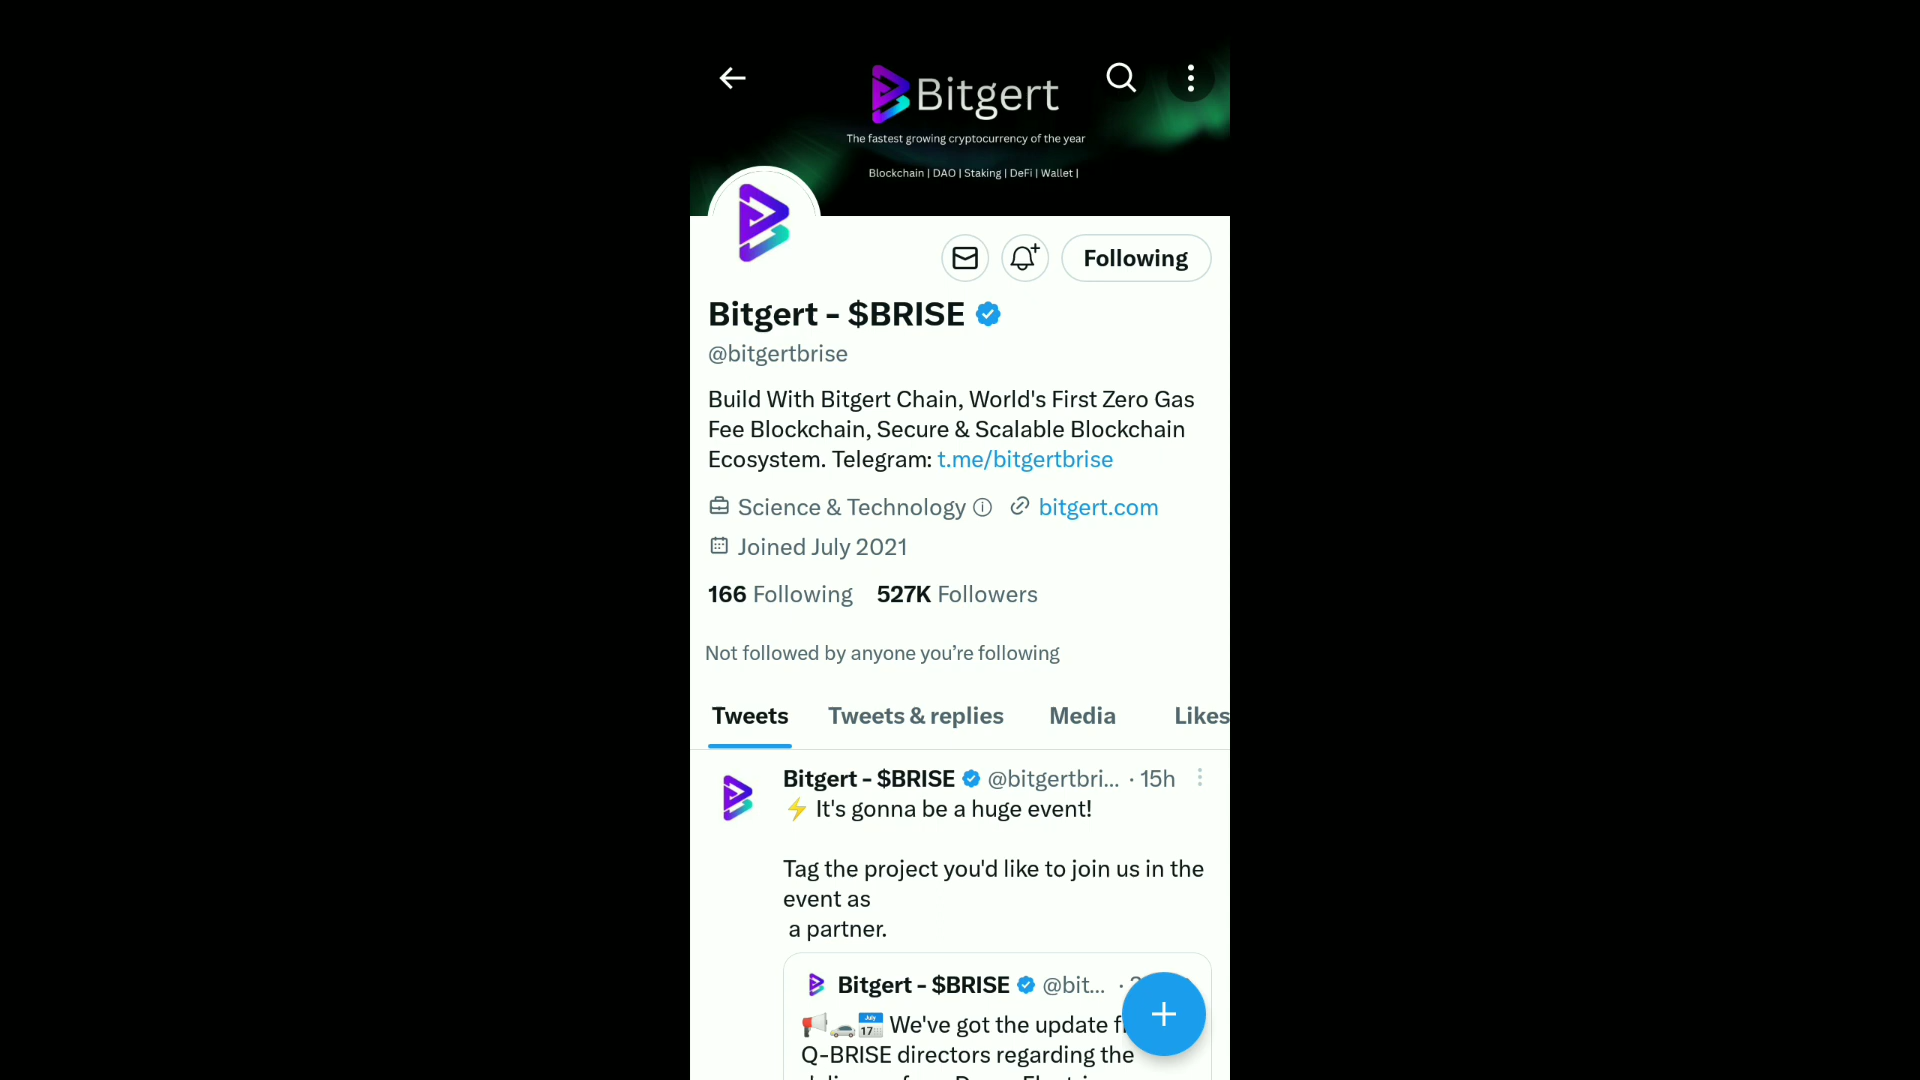 Bitgert
The fastest growing cryptocurrency of the year
Blockchain | DAO | Staking | DeFi | Wallet |
Following
Bitgert - $BRISE
@bitgertbrise
Build With Bitgert Chain, World's First Zero Gas
Fee Blockchain, Secure & Scalable Blockchain
Ecosystem. Telegram: t.me/bitgertbrise
Science & Technology bitgert.com
Joined July 2021
166 Following 527K Followers
Not followed by anyone you’re following
Tweets Tweets & replies Media Likes
Bitgert - $BRISE @bitgertbri... · 15h
⚡ It's gonna be a huge event!
Tag the project you'd like to join us in the
event as
a partner.
Bitgert - $BRISE @bit... ·
📢🚗📅 We've got the update
Q-BRISE directors regarding the